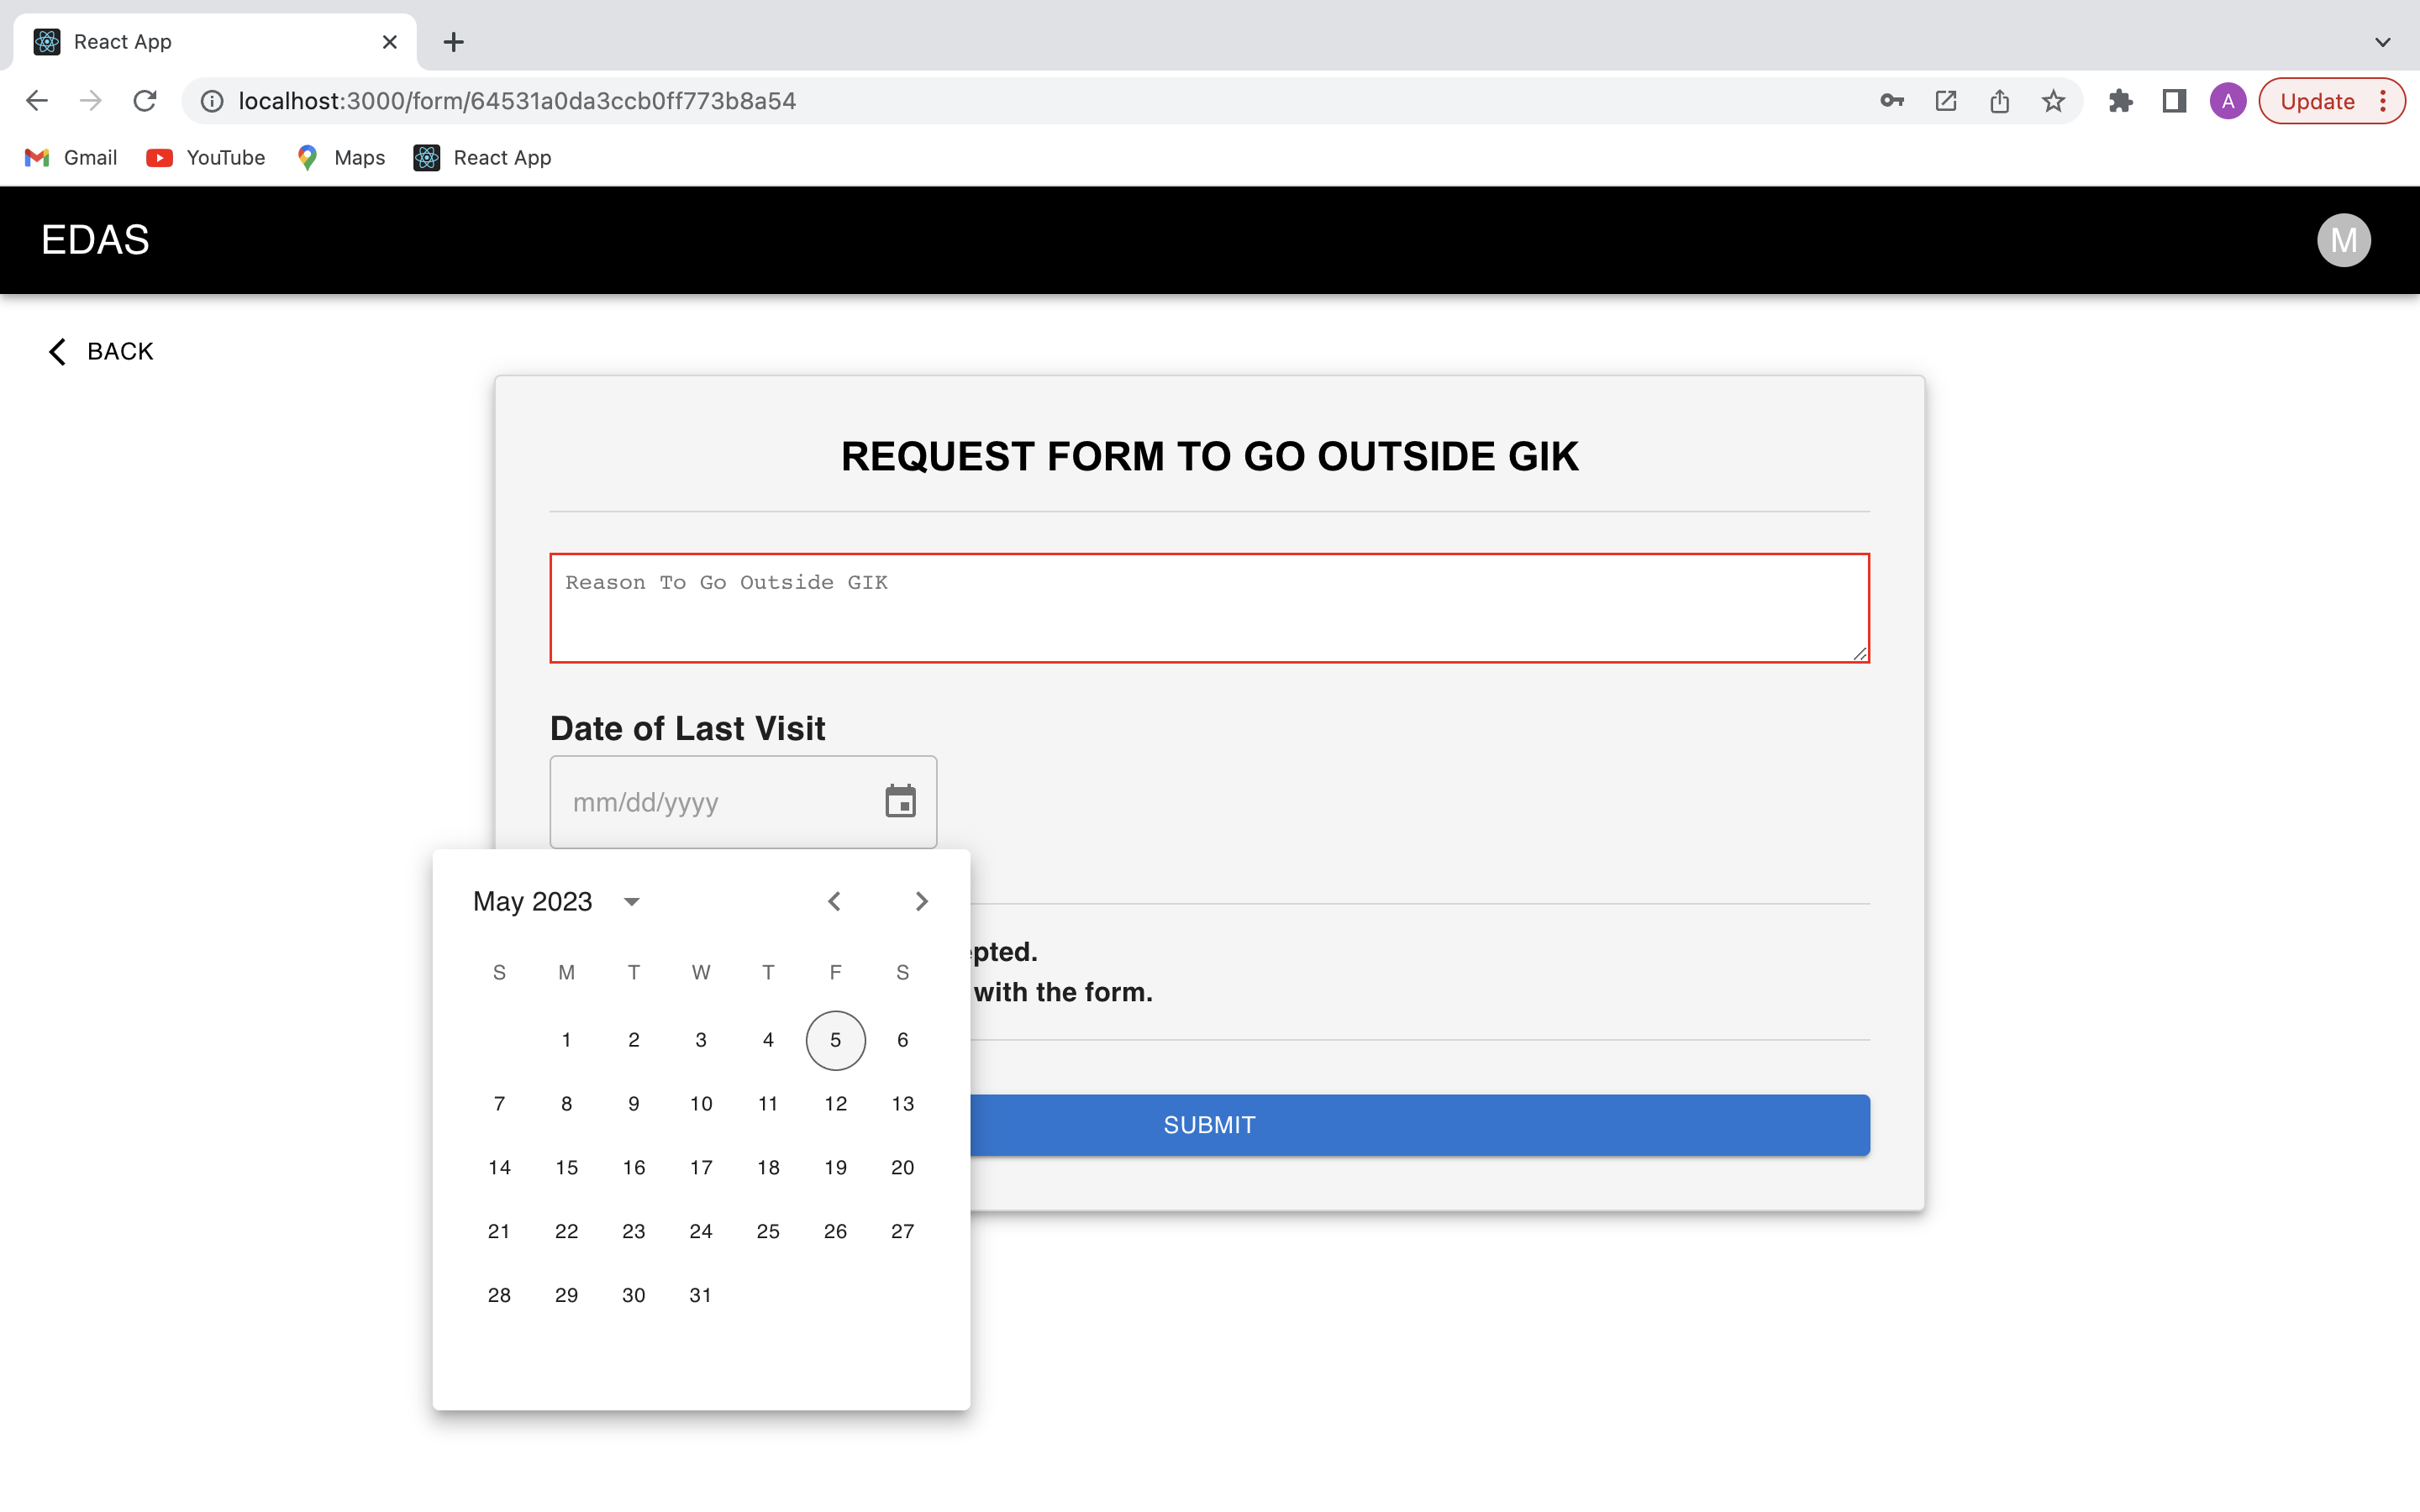 React App
localhost:3000/form/64531a0da3ccb0ff773b8a54
A
Update
Gmail YouTube Maps React App
EDAS
M
BACK
REQUEST FORM TO GO OUTSIDE GIK
Reason To Go Outside GIK
Date of Last Visit
mm/dd/yyyy
May 2023
S M T W T F S
1 2 3 4 5 6
7 8 9 10 11 12 13
14 15 16 17 18 19 20
21 22 23 24 25 26 27
28 29 30 31
with the form.
SUBMIT